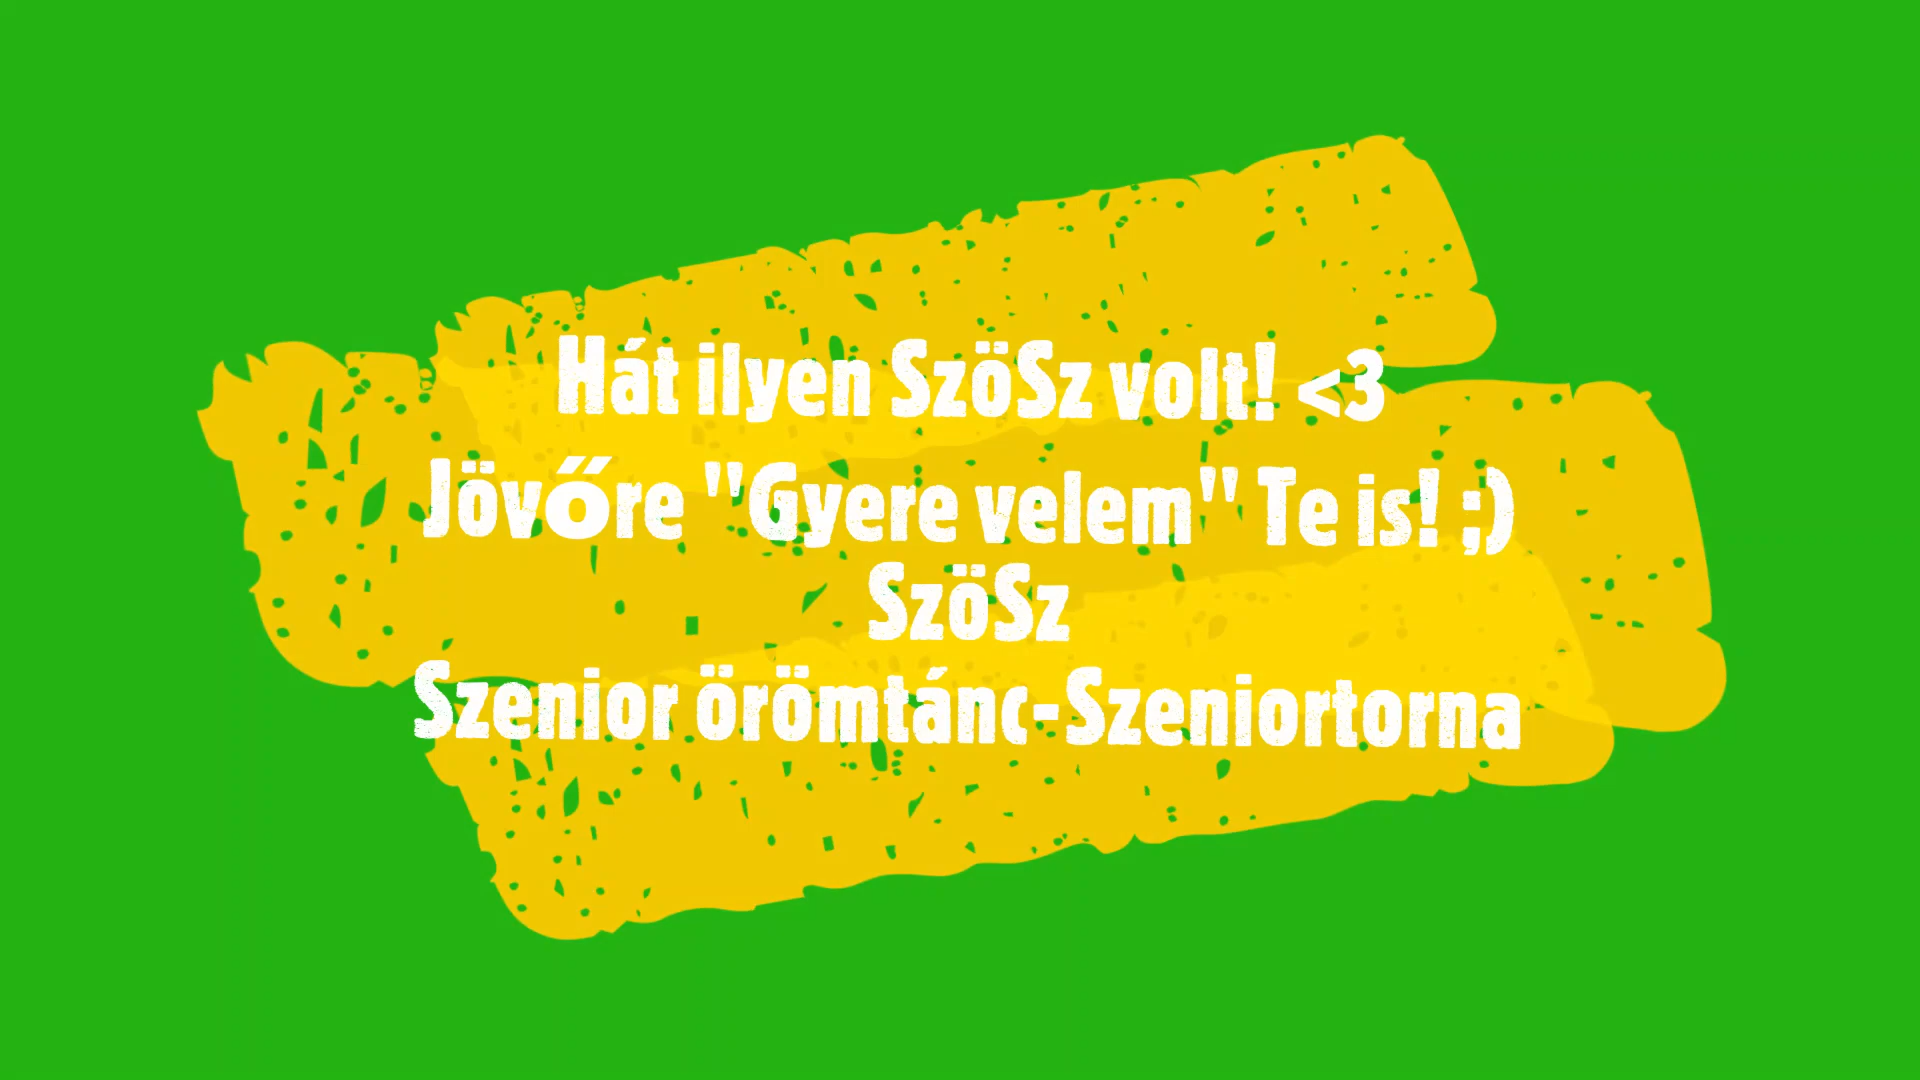 Hát ilyen SzöSz volt! <3
Jövőre "Gyere velem" Te is! ;)
SzöSz
Szenior örömtánc-Szeniortorna